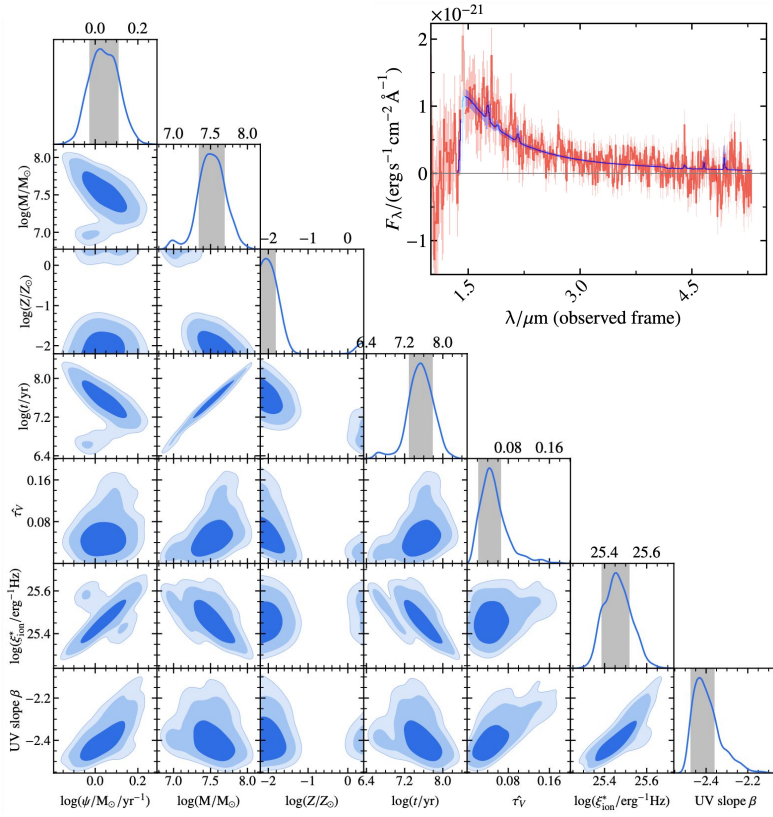 0.0 0.2
×10⁻²¹
F_λ/(erg s⁻¹ cm⁻² Å⁻¹)
1
0
−1
1.5 3.0 4.5
λ/μm (observed frame)
7.0 7.5 8.0
log(M/M⊙)
8.0
7.5
7.0
−2 −1 0
log(Z/Z⊙)
0
−1
−2
6.4 7.2 8.0
log(t/yr)
8.0
7.2
6.4
0.08 0.16
τ̂_V
0.16
0.08
25.4 25.6
log(ξ*_ion/erg⁻¹Hz)
25.6
25.4
UV slope β
−2.2
−2.4
0.0 0.2 7.0 7.5 8.0 −2 −1 0 6.4 7.2 8.0 0.08 0.16 25.4 25.6 −2.4 −2.2
log(ψ/M⊙/yr⁻¹) log(M/M⊙) log(Z/Z⊙) log(t/yr) τ̂_V log(ξ*_ion/erg⁻¹Hz) UV slope β